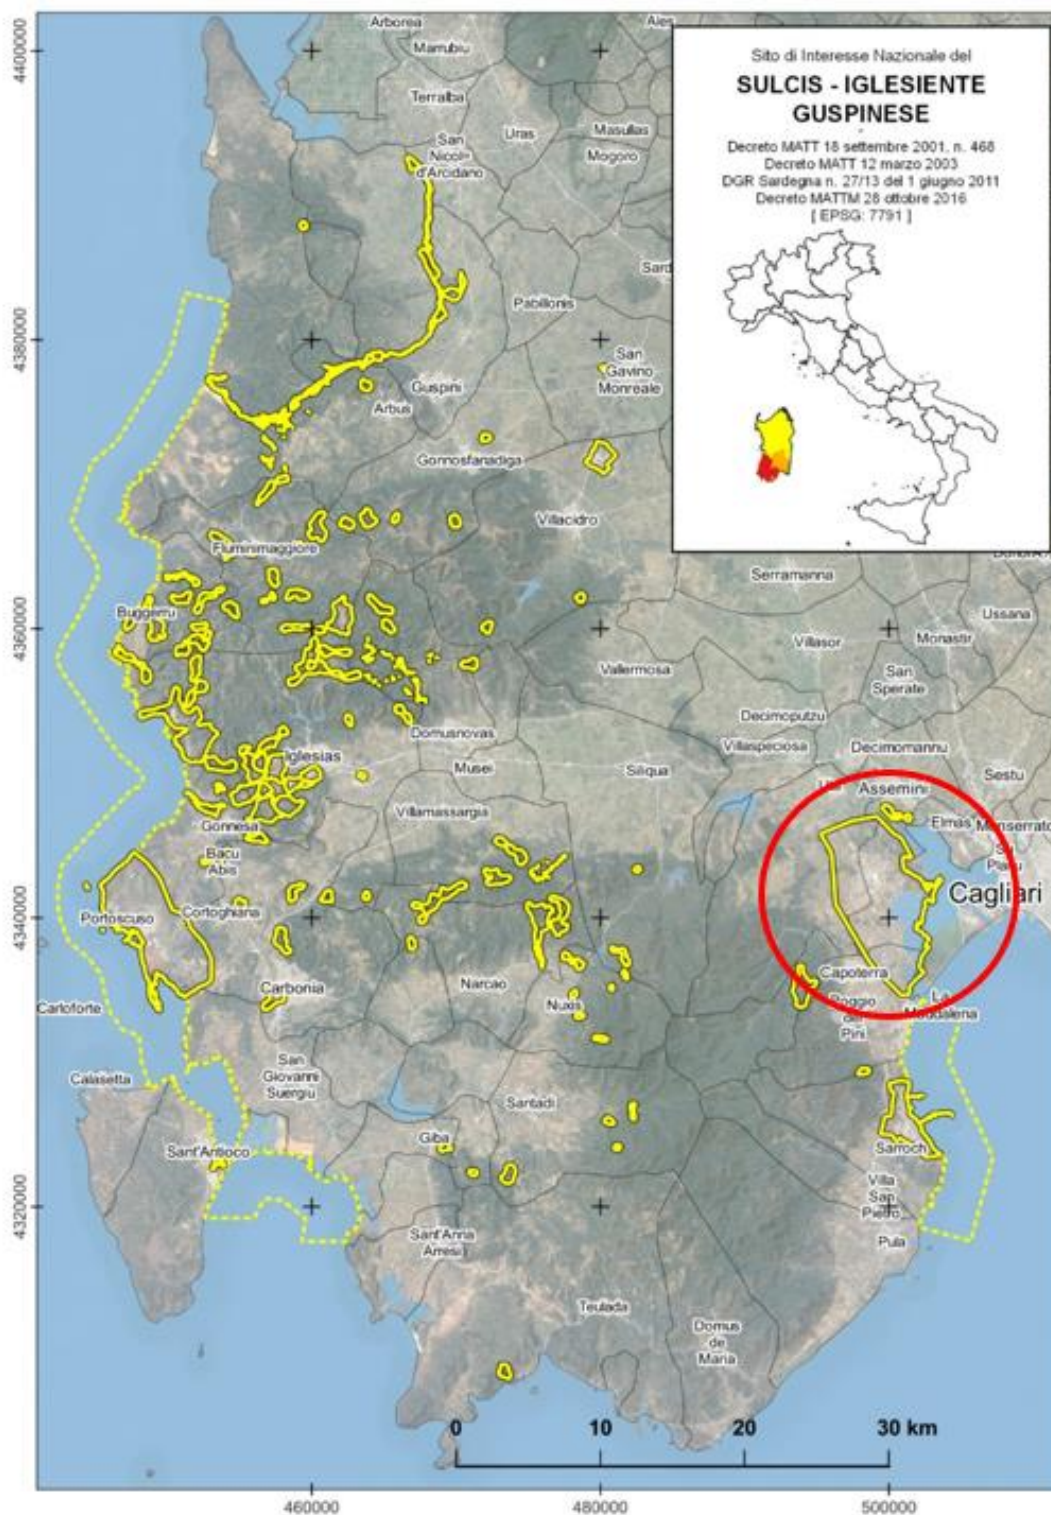 Arborea
Ales
Marrubiu
4400000
Terralba
Uras
Masullas
San
Nicolò
d'Arcidano
Mogoro
Sito di Interesse Nazionale del
SULCIS - IGLESIENTE
GUSPINESE
Decreto MATT 18 settembre 2001, n. 468
Decreto MATT 12 marzo 2003
DGR Sardegna n. 27/13 del 1 giugno 2011
Decreto MATTM 28 ottobre 2016
[ EPSG: 7791 ]
Sard
Pabillonis
4380000
San
Gavino
Monreale
Guspini
Arbus
Gonnosfanadiga
Villacidro
Fluminimaggiore
Serramanna
Buggerru
Ussana
4360000
Villasor
Monastir
Vallermosa
San
Sperate
Decimoputzu
Domusnovas
Villaspeciosa
Decimomannu
Iglesias
Musei
Siliqua
Sestu
Uta
Assemini
Villamassargia
Gonnesa
Elmas
Monserrato
Bacu
Abis
Su
Planu
Cagliari
4340000
Portoscuso
Cortoghiana
Capoterra
Carbonia
Narcao
Nuxis
La
Maddalena
Poggio
dei
Pini
Carloforte
San
Giovanni
Suergiu
Calasetta
Santadi
Giba
Sant'Antioco
Sarroch
Villa
San
Pietro
4320000
Sant'Anna
Arresi
Pula
Teulada
Domus
de
Maria
0 10 20 30 km
460000 480000 500000